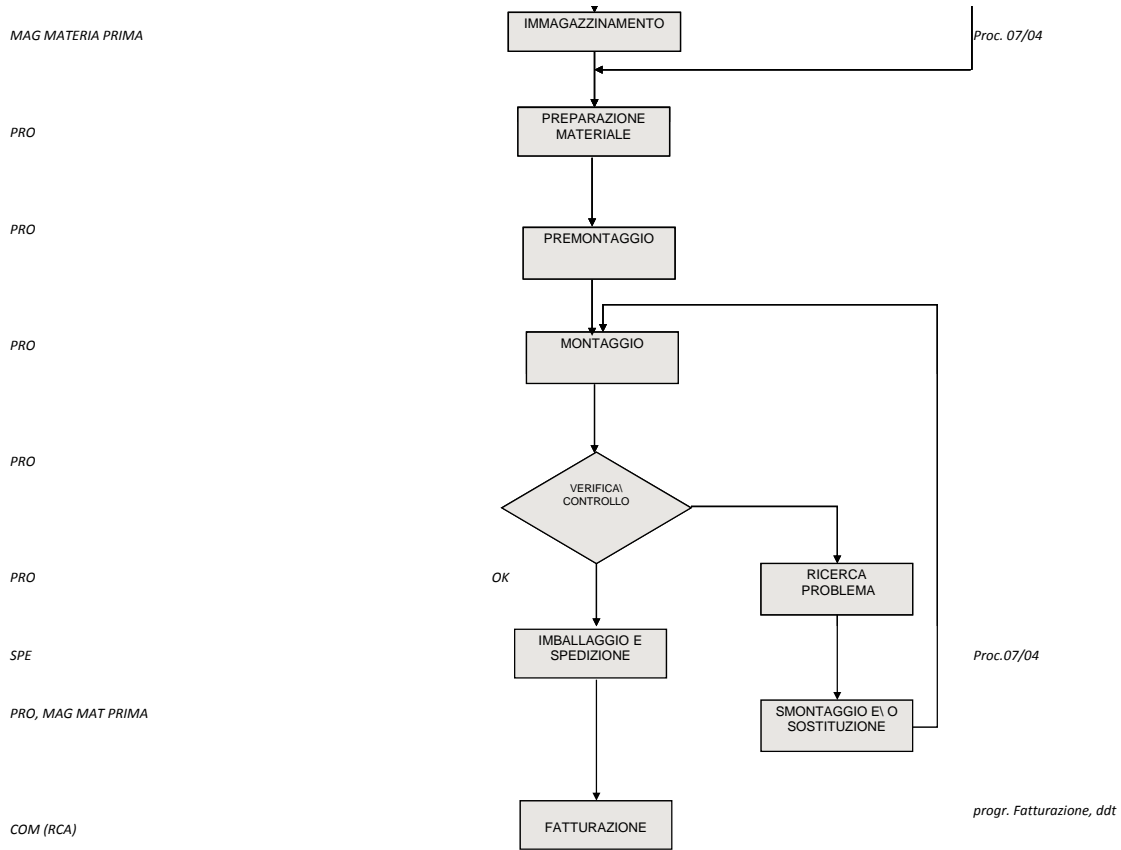 IMMAGAZZINAMENTO
MAG MATERIA PRIMA
Proc. 07/04
PREPARAZIONE
MATERIALE
PRO
PRO
PREMONTAGGIO
PRO
MONTAGGIO
PRO
VERIFICA\
CONTROLLO
PRO
OK
RICERCA
PROBLEMA
IMBALLAGGIO E
SPEDIZIONE
SPE
Proc.07/04
PRO, MAG MAT PRIMA
SMONTAGGIO E\ O
SOSTITUZIONE
progr. Fatturazione, ddt
COM (RCA)
FATTURAZIONE